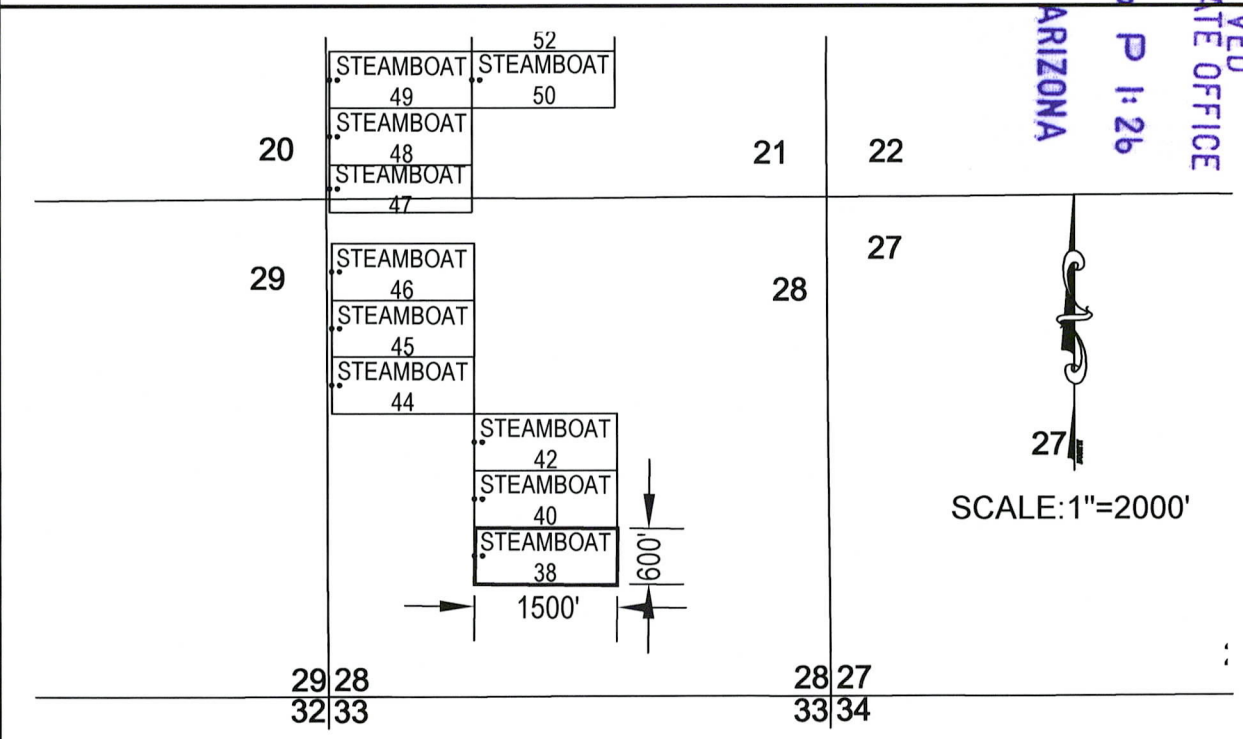 VED
ATE OFFICE
P 1:26
ARIZONA
52
STEAMBOAT
49
STEAMBOAT
50
STEAMBOAT
48
STEAMBOAT
47
20
21
22
29
STEAMBOAT
46
STEAMBOAT
45
STEAMBOAT
44
28
27
STEAMBOAT
42
STEAMBOAT
40
STEAMBOAT
38
600'
1500'
27
SCALE:1"=2000'
29 28
32 33
28 27
33 34